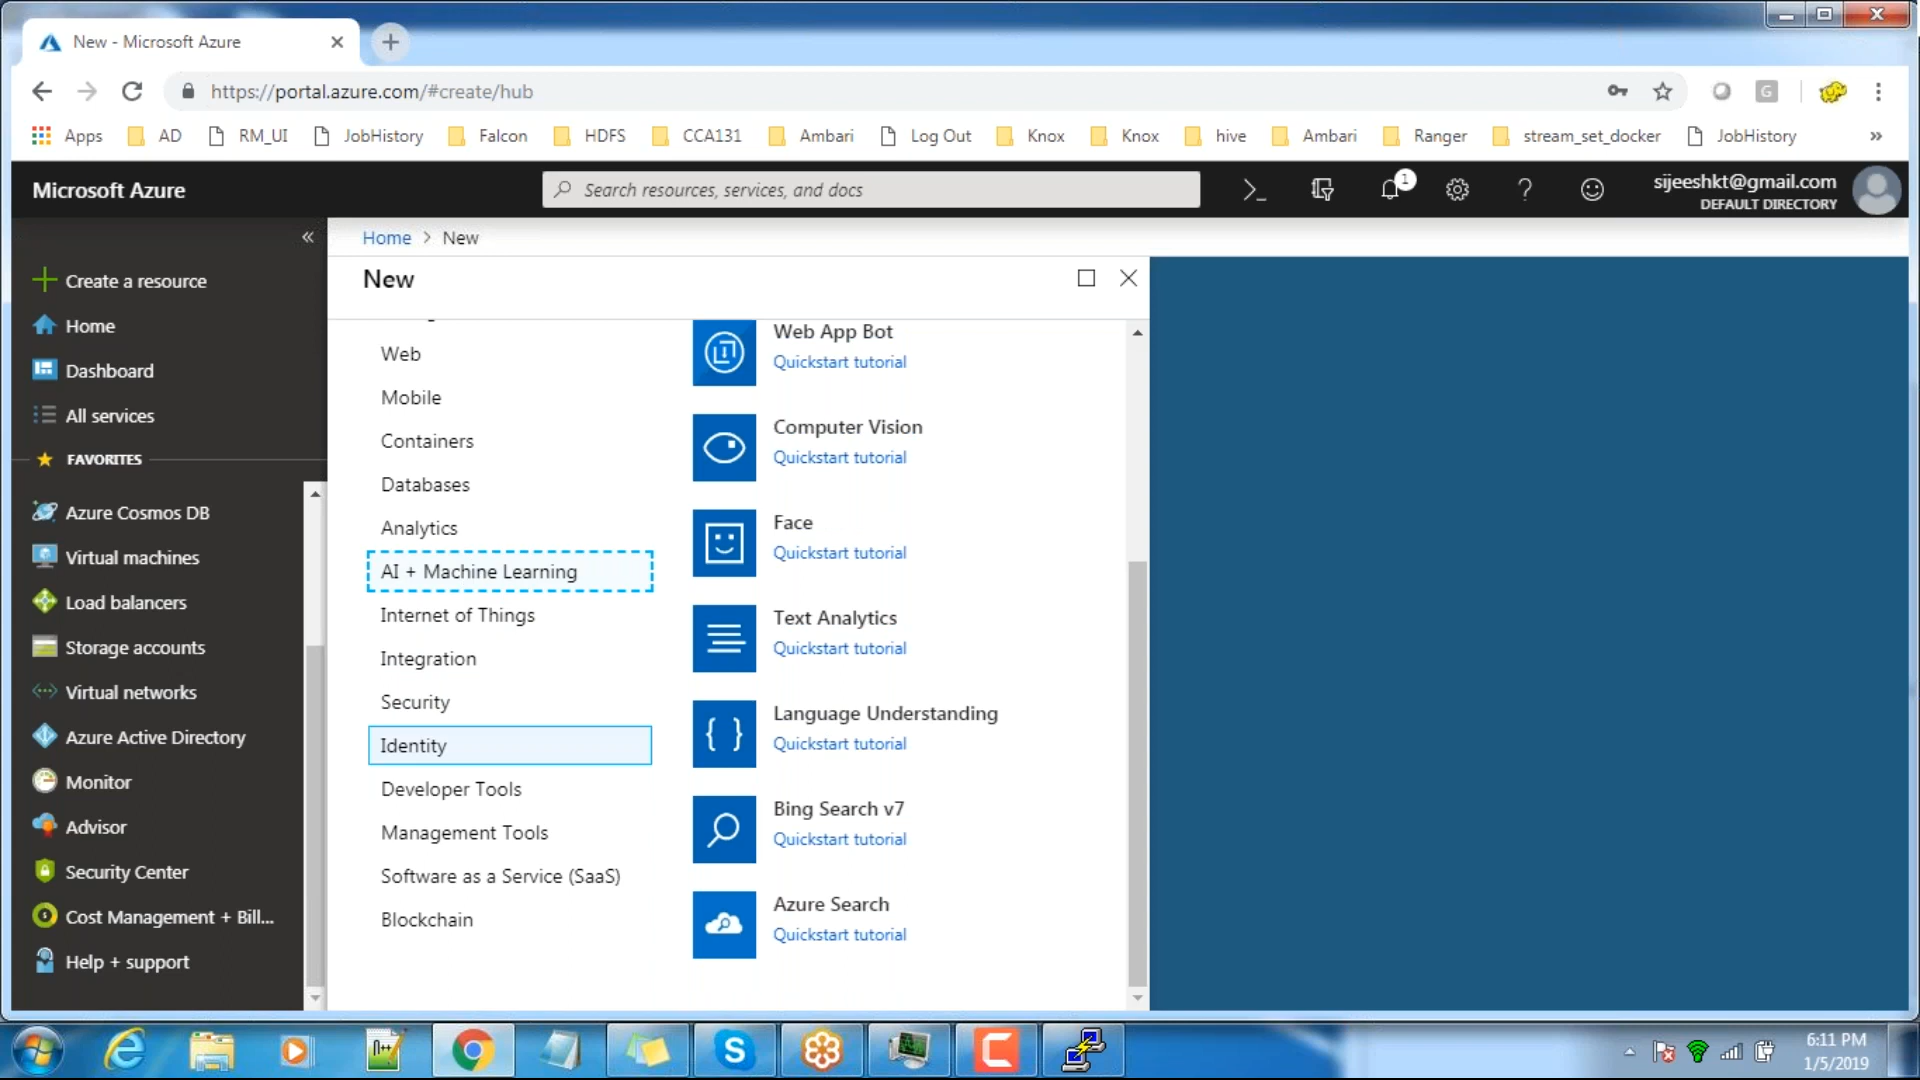 New - Microsoft Azure
https://portal.azure.com/#create/hub
G
Apps AD RM_UI JobHistory Falcon HDFS CCA131 Ambari Log Out Knox Knox hive Ambari Ranger stream_set_docker JobHistory »
Microsoft Azure
Search resources, services, and docs
1
sijeeshkt@gmail.com
DEFAULT DIRECTORY
Home > New
New
Create a resource
Home
Dashboard
All services
FAVORITES
Azure Cosmos DB
Virtual machines
Load balancers
Storage accounts
Virtual networks
Azure Active Directory
Monitor
Advisor
Security Center
Cost Management + Bill...
Help + support
Web
Mobile
Containers
Databases
Analytics
AI + Machine Learning
Internet of Things
Integration
Security
Identity
Developer Tools
Management Tools
Software as a Service (SaaS)
Blockchain
Web App Bot
Quickstart tutorial
Computer Vision
Quickstart tutorial
Face
Quickstart tutorial
Text Analytics
Quickstart tutorial
Language Understanding
Quickstart tutorial
Bing Search v7
Quickstart tutorial
Azure Search
Quickstart tutorial
6:11 PM
1/5/2019